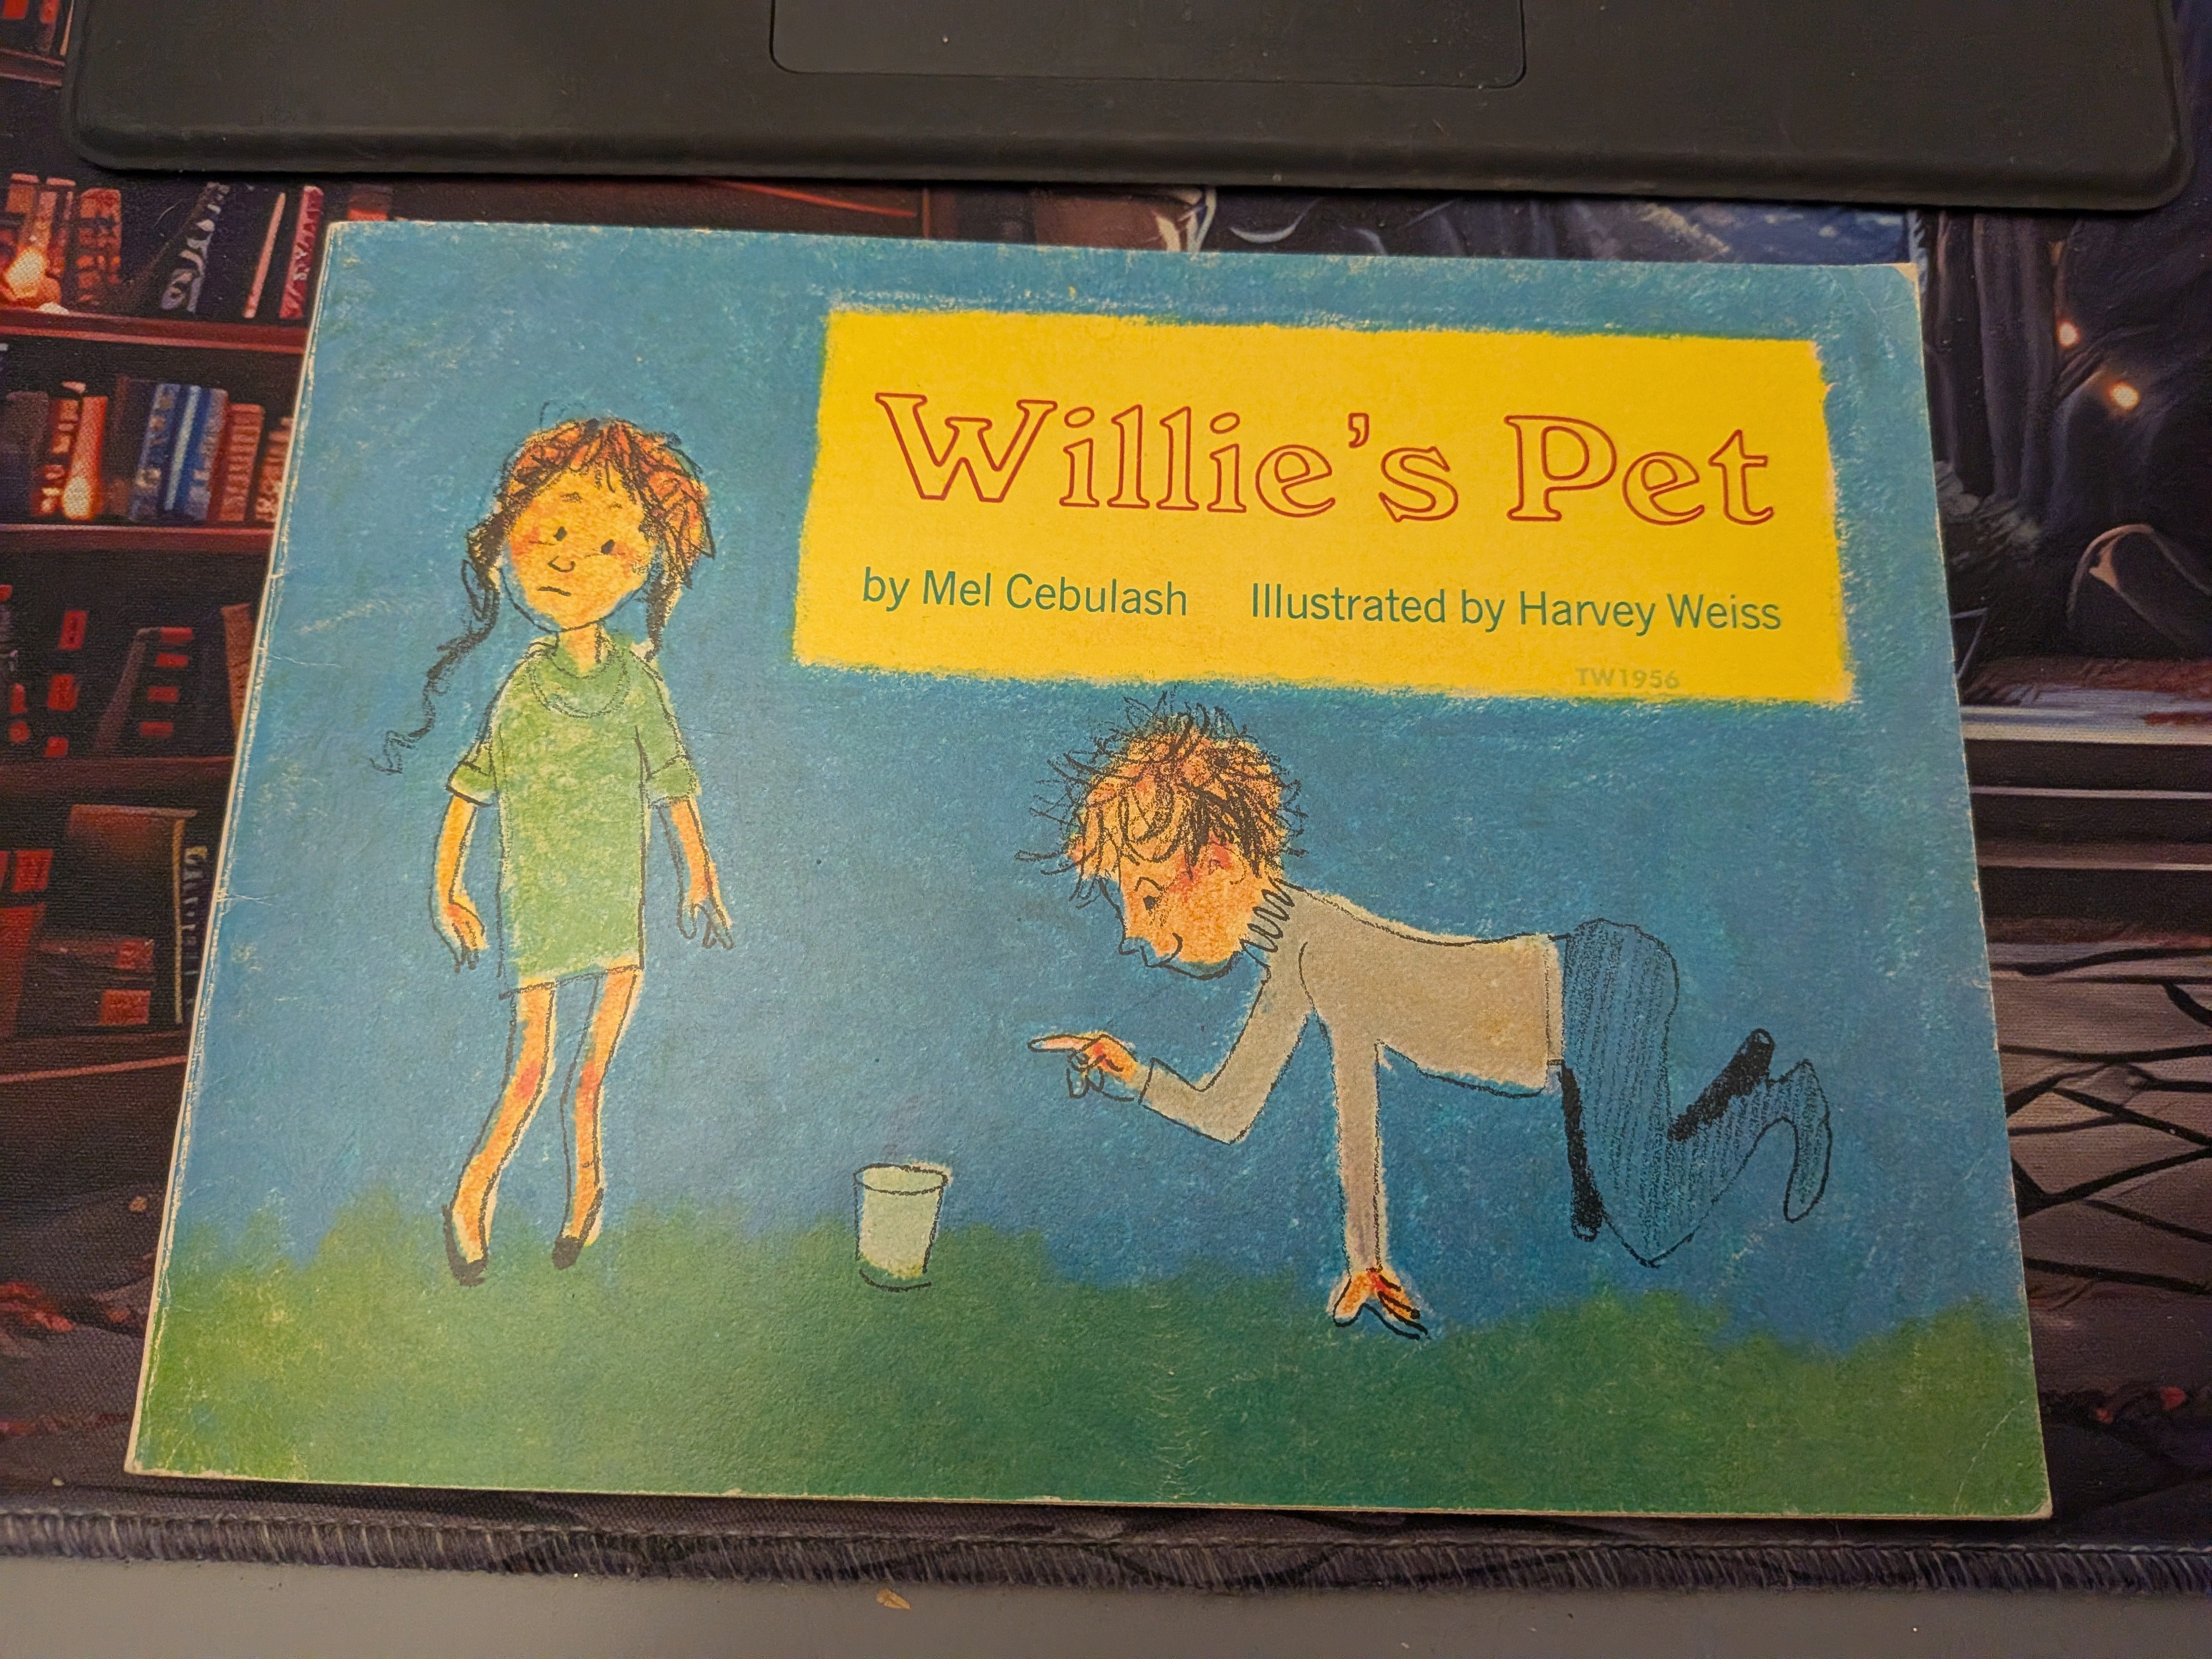 Willie's Pet
by Mel Cebulash Illustrated by Harvey Weiss
TW1956